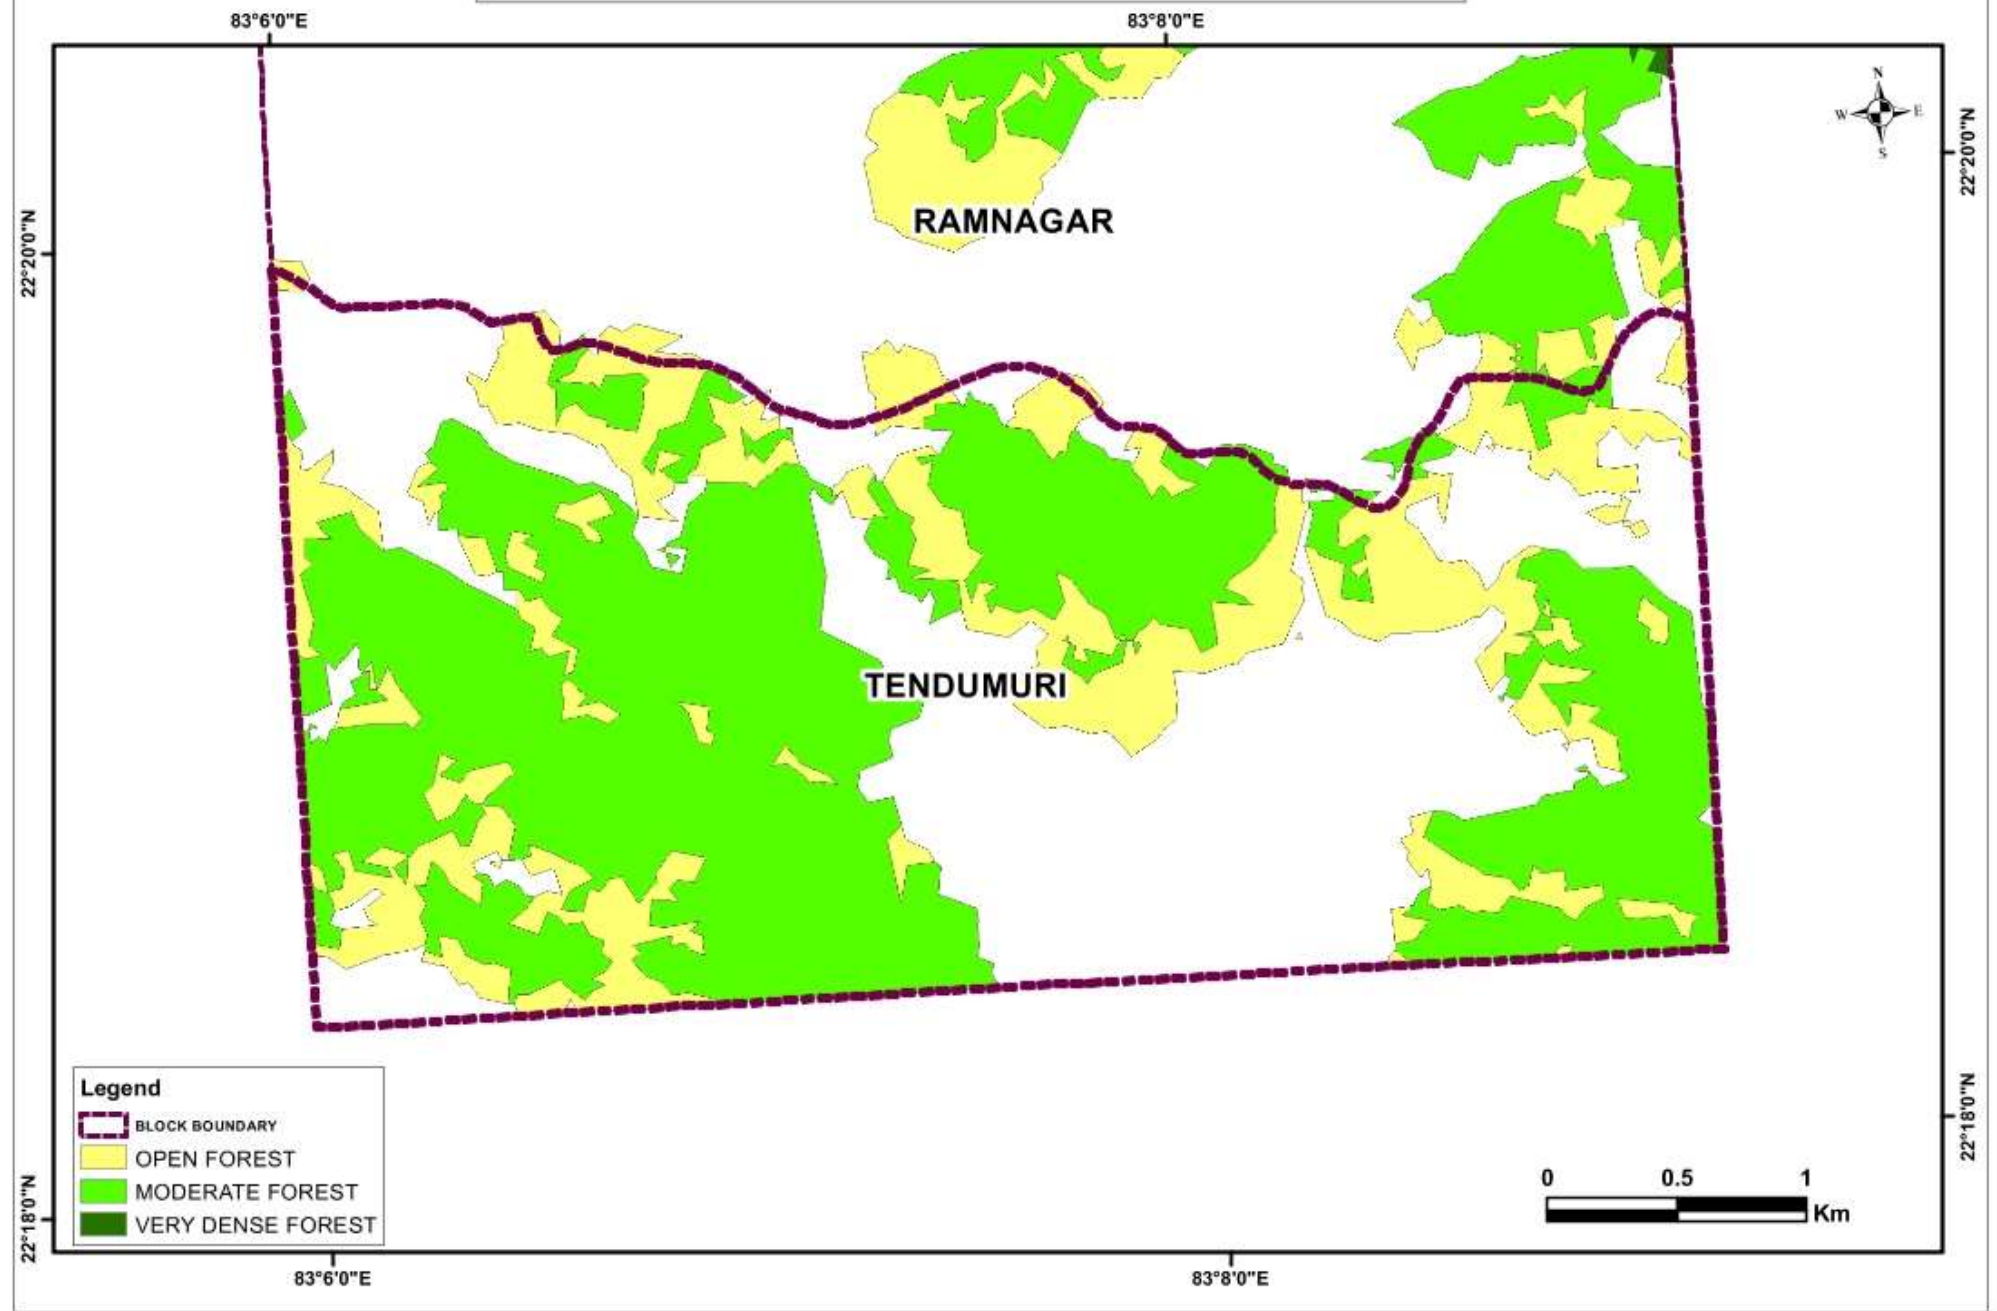 83°6'0"E
83°8'0"E
N
W
E
S
22°20'0"N
22°20'0"N
RAMNAGAR
TENDUMURI
Legend
BLOCK BOUNDARY
OPEN FOREST
MODERATE FOREST
VERY DENSE FOREST
22°18'0"N
22°18'0"N
0 0.5 1
Km
83°6'0"E
83°8'0"E